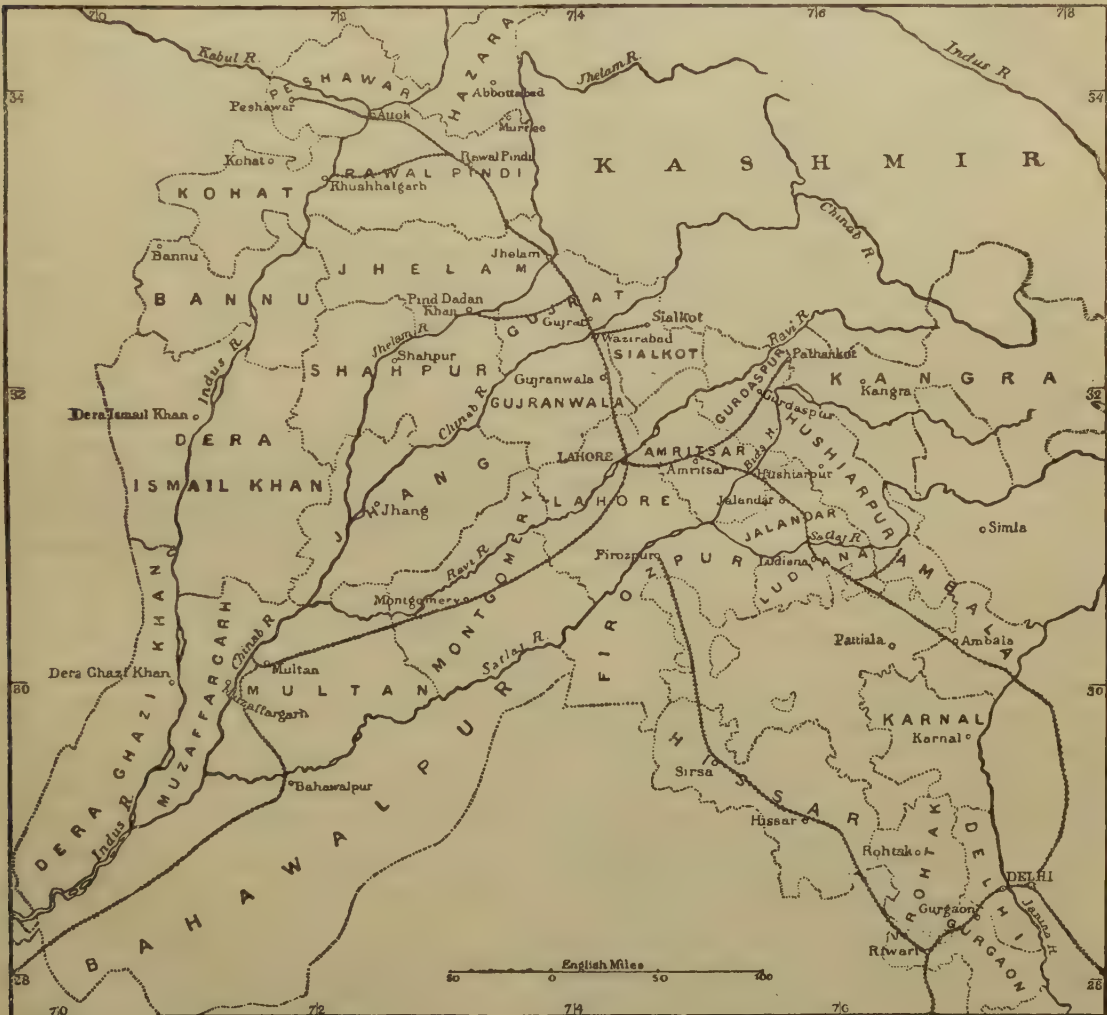 70 72 74 76 78
Kabul R.
PESHAWAR
HAZARA
Jhelam R.
Indus R
34 34
Peshawar
Abbottabad
Attok
Murree
Kohat
Rawal Pindi
RAWAL PINDI
KASHMIR
KOHAT
Khushhalgarh
Chinab R.
Bannu
Jhelam
JHELAM
BANNU
Pind Dadan
Khan
GUJRAT
Gujrat
Sialkot
Ravi R
Jhelam R
Wazirabad
SIALKOT
Shahpur
Pathankot
SHAHPUR
Indus R.
Gujranwala
GURDASPUR
Kangra
KANGRA
32 32
GUJRANWALA
Gurdaspur
Dera Ismail Khan
Chinab R.
HUSHIARPUR
DERA
ISMAIL KHAN
LAHORE
AMRITSAR
Amritsar
Hushiarpur
JHANG
Jhang
LAHORE
Jalandar
JALANDAR
Simla
Ravi R
Satlaj R
Firozpur
Ludiana
LUDIANA
AMBALA
Montgomery
MONTGOMERY
FIROZPUR
Chinab R
Satlaj R.
Pattiala
Ambala
Dera Ghazi Khan
Multan
MULTAN
Muzaffargarh
MUZAFFARGARH
30 30
DERA GHAZI KHAN
KARNAL
Karnal
Bahawalpur
BAHAWALPUR
Sirsa
HISSAR
Hissar
Indus R.
Rohtak
ROHTAK
DELHI
DELHI
Gurgaon
GURGAON
Jamna R
Riwari
28 28
English Miles
50 0 50 100
70 72 74 76